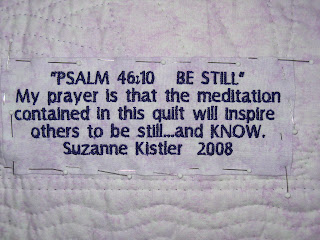 "PSALM 46:10 BE STILL"
My prayer is that the meditation
contained in this quilt will inspire
others to be still...and KNOW.
Suzanne Kistler 2008